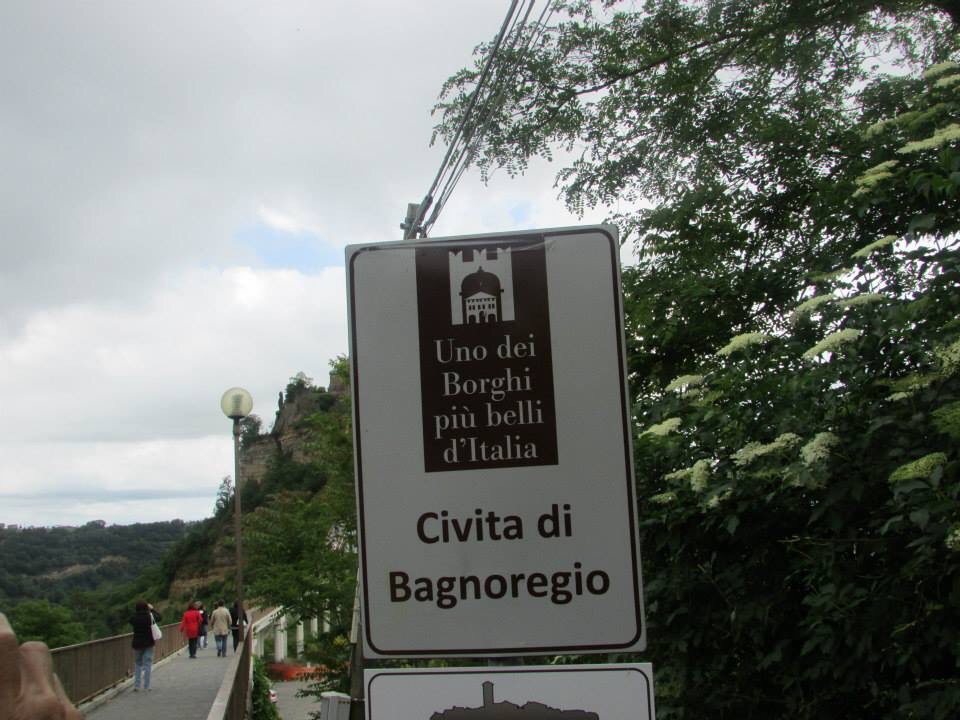 Uno dei
Borghi
più belli
d'Italia
Civita di
Bagnoregio